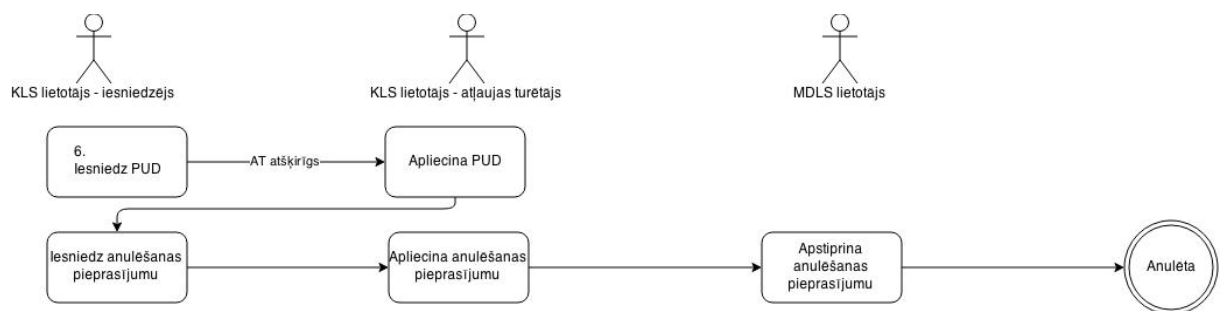 KLS lietotājs - iesniedzējs
KLS lietotājs - atļaujas turētājs
MDLS lietotājs
6.
Iesniedz PUD
AT atšķirīgs
Apliecina PUD
Iesniedz anulēšanas
pieprasījumu
Apliecina anulēšanas
pieprasījumu
Apstiprina
anulēšanas
pieprasījumu
Anulēta